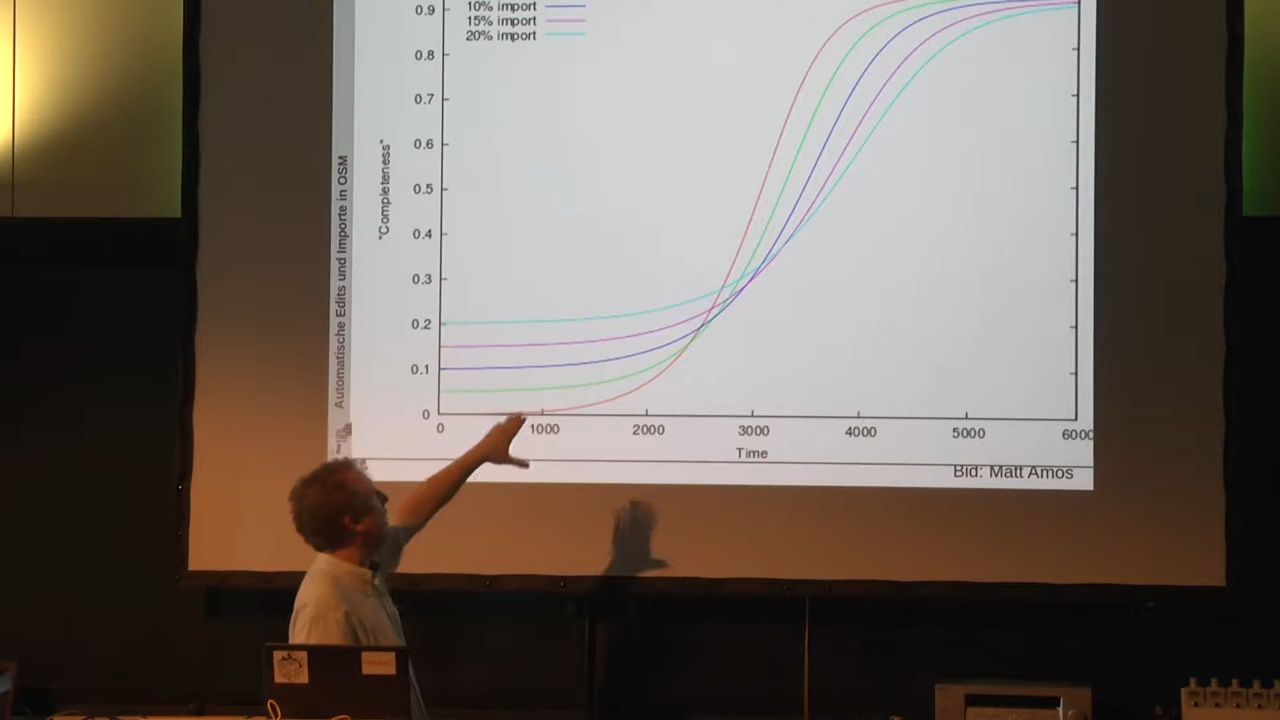 Automatische Edits und Importe in OSM
"Completeness"
10% import
15% import
20% import
0.9
0.8
0.7
0.6
0.5
0.4
0.3
0.2
0.1
0
0 1000 2000 3000 4000 5000 6000
Time
Bid: Matt Amos